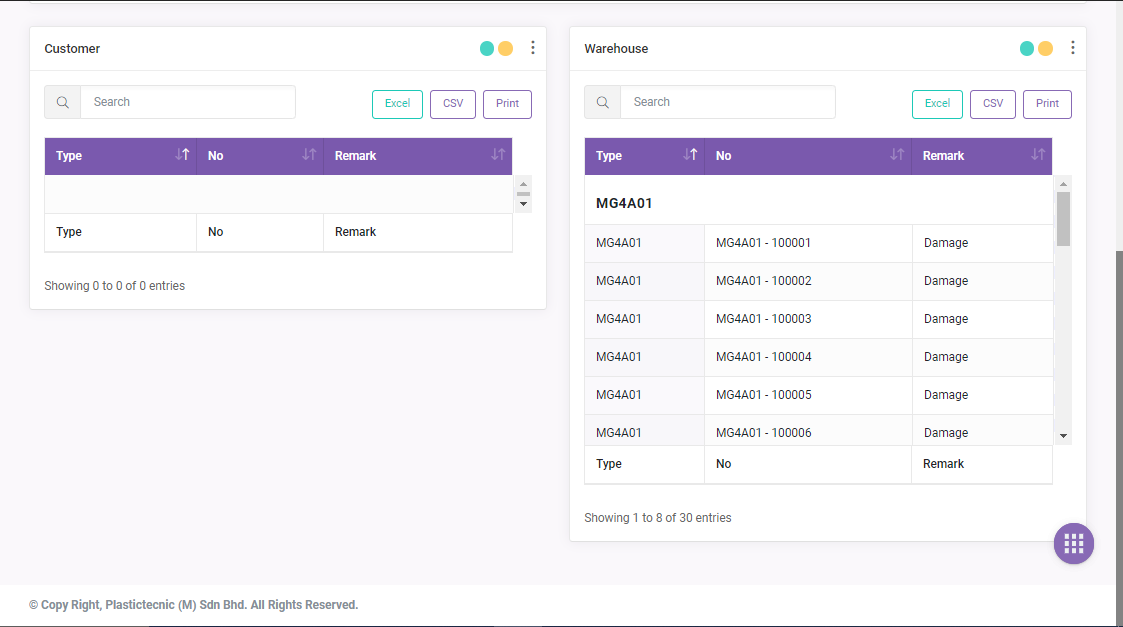 Customer
Search
Excel CSV Print
Type No Remark
Type No Remark
Showing 0 to 0 of 0 entries
Warehouse
Search
Excel CSV Print
Type No Remark
MG4A01
MG4A01 MG4A01 - 100001 Damage
MG4A01 MG4A01 - 100002 Damage
MG4A01 MG4A01 - 100003 Damage
MG4A01 MG4A01 - 100004 Damage
MG4A01 MG4A01 - 100005 Damage
MG4A01 MG4A01 - 100006 Damage
Type No Remark
Showing 1 to 8 of 30 entries
© Copy Right, Plastictecnic (M) Sdn Bhd. All Rights Reserved.